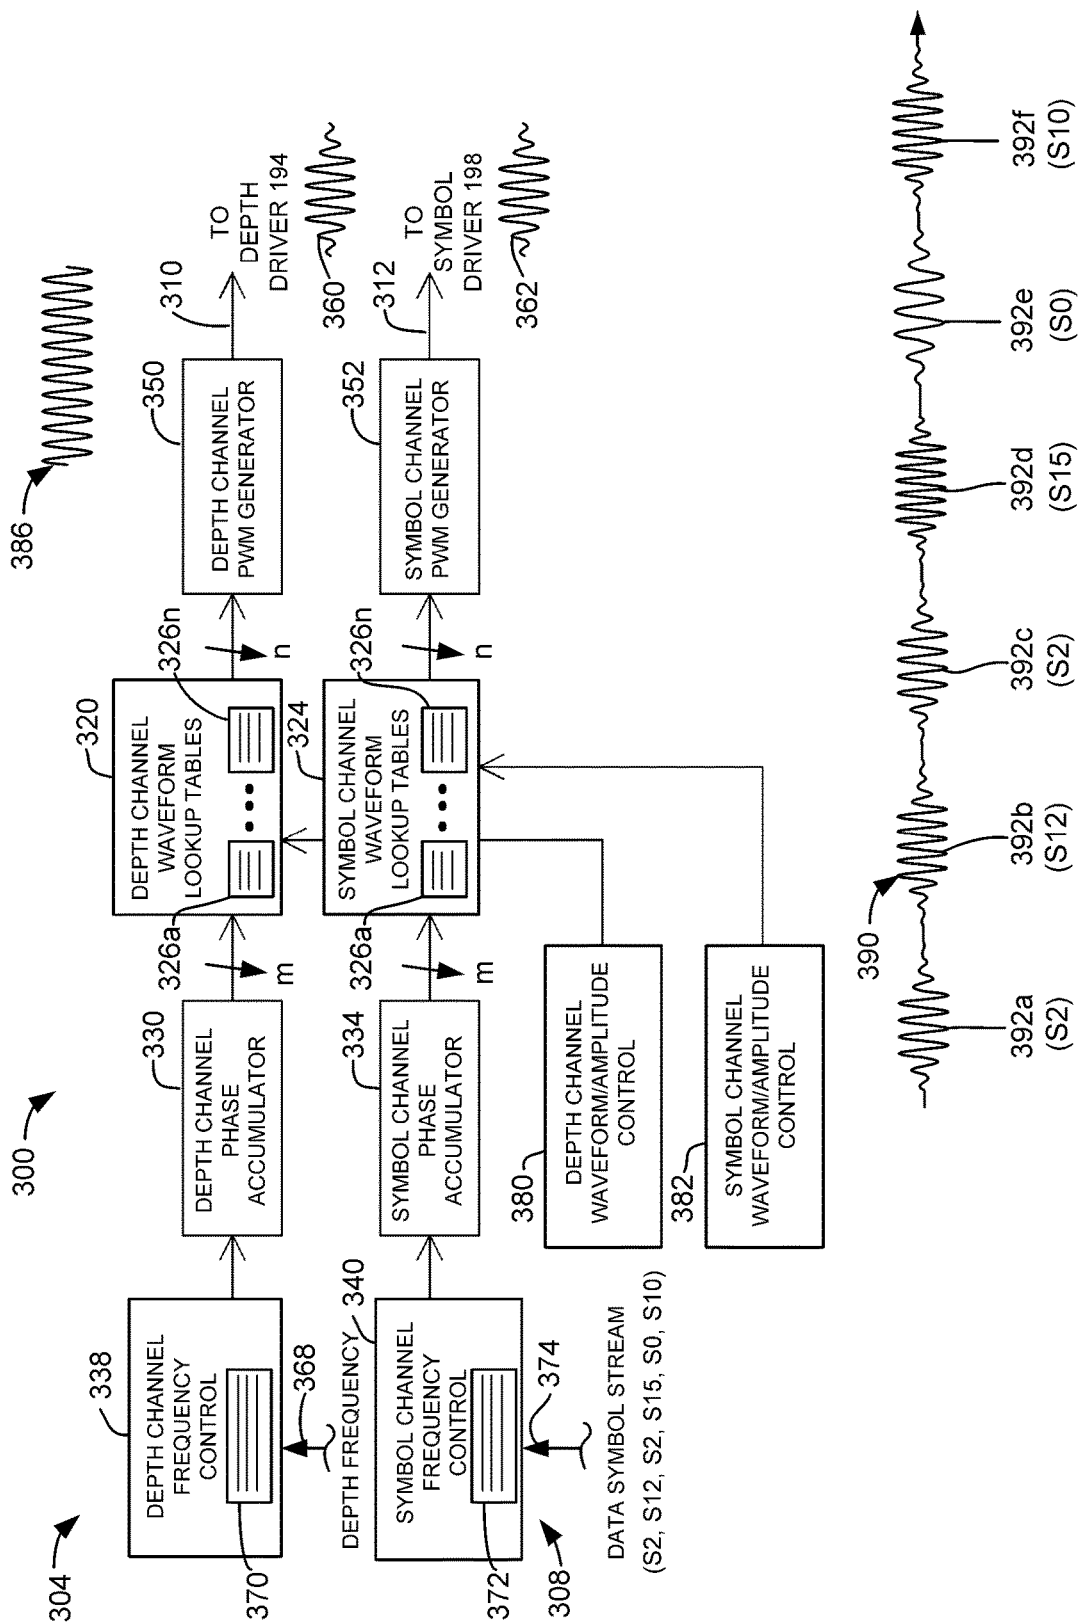 300
304
338
DEPTH CHANNEL
FREQUENCY
CONTROL
370
368
DEPTH FREQUENCY
330
DEPTH CHANNEL
PHASE
ACCUMULATOR
m
320
DEPTH CHANNEL
WAVEFORM
LOOKUP TABLES
326a
326n
n
350
DEPTH CHANNEL
PWM GENERATOR
386
310
TO
DEPTH
DRIVER 194
360
308
340
SYMBOL CHANNEL
FREQUENCY
CONTROL
372
374
DATA SYMBOL STREAM
(S2, S12, S2, S15, S0, S10)
334
SYMBOL CHANNEL
PHASE
ACCUMULATOR
m
324
SYMBOL CHANNEL
WAVEFORM
LOOKUP TABLES
326a
326n
n
352
SYMBOL CHANNEL
PWM GENERATOR
312
TO
SYMBOL
DRIVER 198
362
380
DEPTH CHANNEL
WAVEFORM/AMPLITUDE
CONTROL
382
SYMBOL CHANNEL
WAVEFORM/AMPLITUDE
CONTROL
390
392a
(S2)
392b
(S12)
392c
(S2)
392d
(S15)
392e
(S0)
392f
(S10)